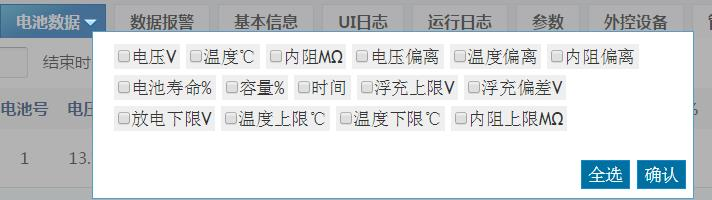 电池数据 数据报警 基本信息 UI日志 运行日志 参数 外控设备
结束时
电池号
1 13.
%
电压V 温度℃ 内阻MΩ 电压偏离 温度偏离 内阻偏离
电池寿命% 容量% 时间 浮充上限V 浮充偏差V
放电下限V 温度上限℃ 温度下限℃ 内阻上限MΩ
全选 确认